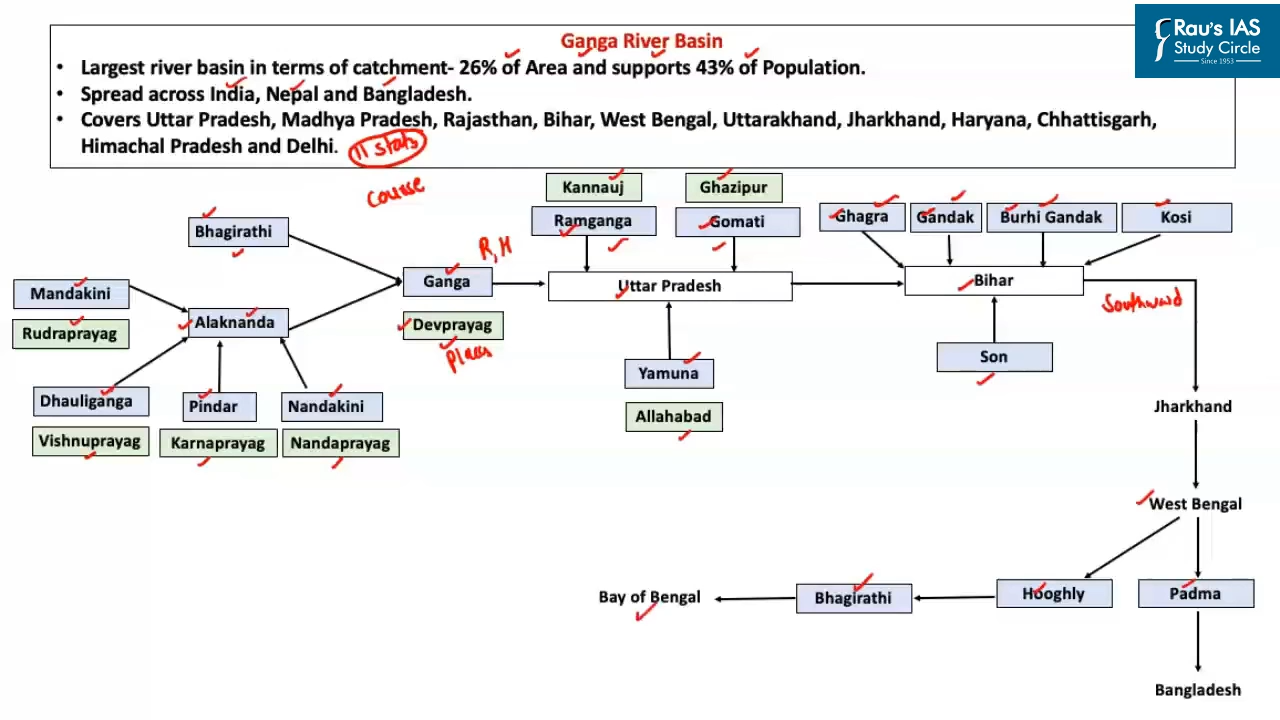 Rau's IAS
Study Circle
Since 1953
Ganga River Basin
• Largest river basin in terms of catchment- 26% of Area and supports 43% of Population.
• Spread across India, Nepal and Bangladesh.
• Covers Uttar Pradesh, Madhya Pradesh, Rajasthan, Bihar, West Bengal, Uttarakhand, Jharkhand, Haryana, Chhattisgarh,
Himachal Pradesh and Delhi. 11 stats
course
Kannauj
Ghazipur
Bhagirathi
Ramganga
Gomati
Ghagra
Gandak
Burhi Gandak
Kosi
R, H
Mandakini
Ganga
Uttar Pradesh
Bihar
Southward
Rudraprayag
Alaknanda
Devprayag
places
Son
Yamuna
Dhauliganga
Pindar
Nandakini
Allahabad
Jharkhand
Vishnuprayag
Karnaprayag
Nandaprayag
West Bengal
Bay of Bengal
Bhagirathi
Hooghly
Padma
Bangladesh